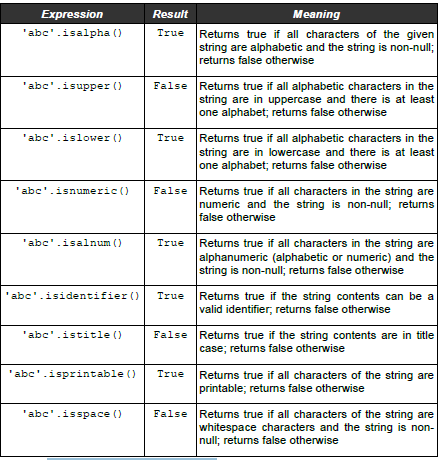 Expression Result Meaning
'abc'.isalpha() True Returns true if all characters of the given
string are alphabetic and the string is non-null;
returns false otherwise
'abc'.isupper() False Returns true if all alphabetic characters in the
string are in uppercase and there is at least
one alphabet; returns false otherwise
'abc'.islower() True Returns true if all alphabetic characters in the
string are in lowercase and there is at least
one alphabet; returns false otherwise
'abc'.isnumeric() False Returns true if all characters in the string are
numeric and the string is non-null; returns
false otherwise
'abc'.isalnum() True Returns true if all characters in the string are
alphanumeric (alphabetic or numeric) and the
string is non-null; returns false otherwise
'abc'.isidentifier() True Returns true if the string contents can be a
valid identifier; returns false otherwise
'abc'.istitle() False Returns true if the string contents are in title
case; returns false otherwise
'abc'.isprintable() True Returns true if all characters of the string are
printable; returns false otherwise
'abc'.isspace() False Returns true if all characters of the string are
whitespace characters and the string is non-
null; returns false otherwise